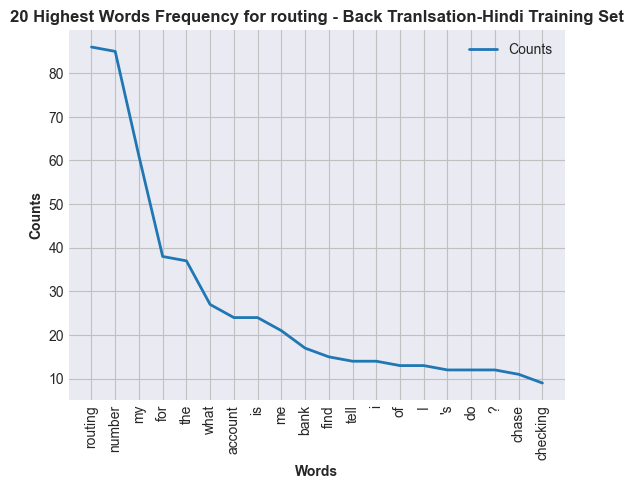 20 Highest Words Frequency for routing - Back Tranlsation-Hindi Training Set
Counts
Counts
80
70
60
50
40
30
20
10
routing
number
my
for
the
what
account
is
me
bank
find
tell
i
of
I
's
do
?
chase
checking
Words